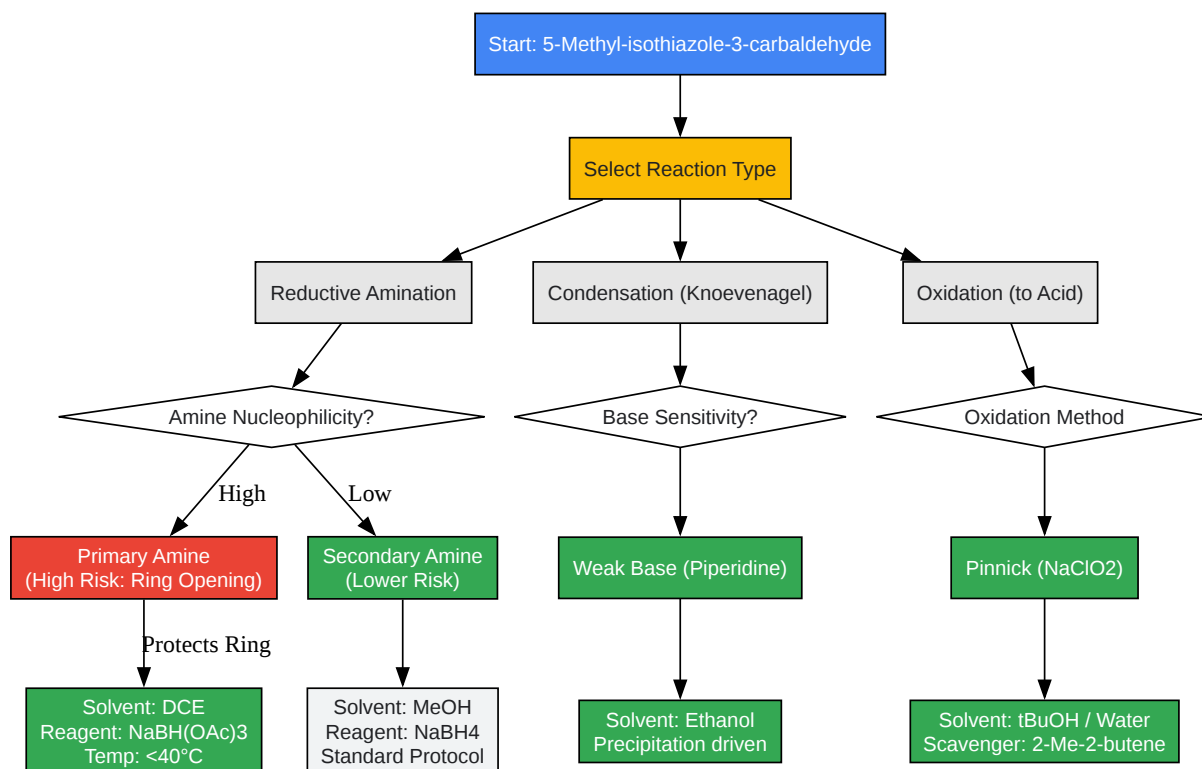 Start: 5-Methyl-isothiazole-3-carbaldehyde
Select Reaction Type
Reductive Amination
Condensation (Knoevenagel)
Oxidation (to Acid)
Amine Nucleophilicity?
Base Sensitivity?
Oxidation Method
High
Low
Primary Amine
(High Risk: Ring Opening)
Secondary Amine
(Lower Risk)
Weak Base (Piperidine)
Pinnick (NaClO2)
Protects Ring
Solvent: DCE
Reagent: NaBH(OAc)3
Temp: <40°C
Solvent: MeOH
Reagent: NaBH4
Standard Protocol
Solvent: Ethanol
Precipitation driven
Solvent: tBuOH / Water
Scavenger: 2-Me-2-butene